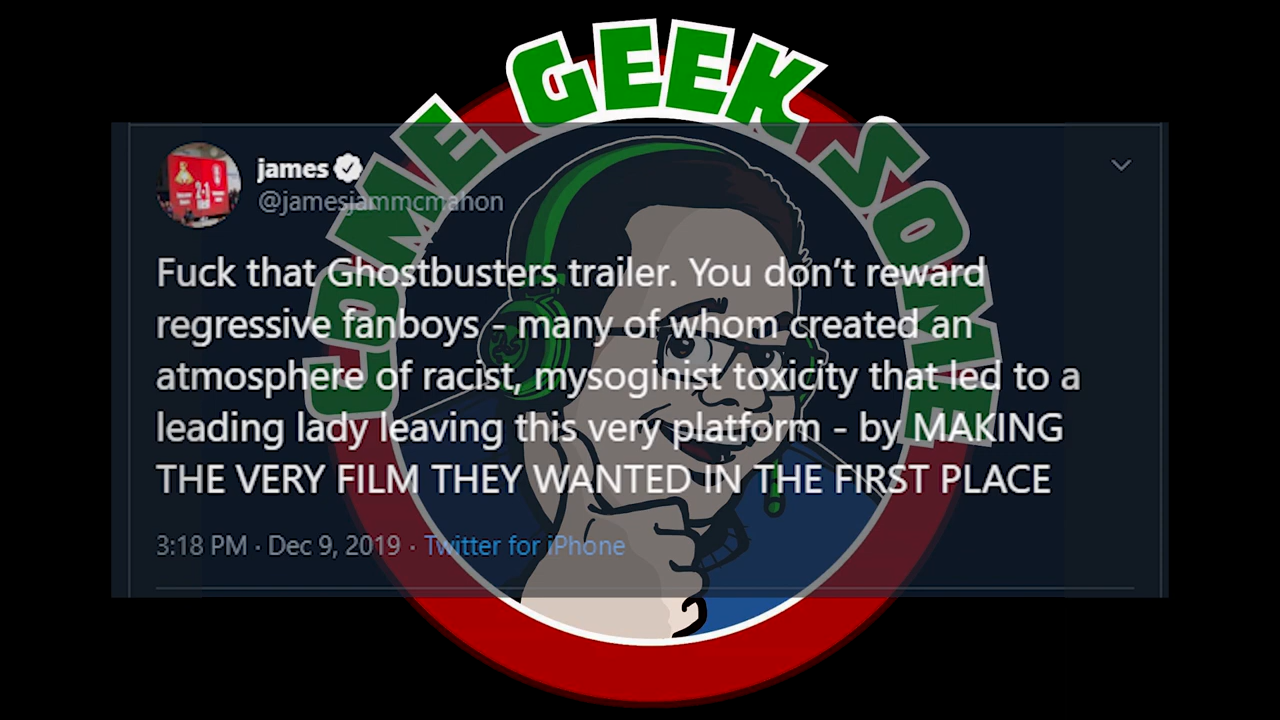 COME GEEK SOME
james
@jamesjammcmahon
Fuck that Ghostbusters trailer. You don’t reward
regressive fanboys - many of whom created an
atmosphere of racist, mysoginist toxicity that led to a
leading lady leaving this very platform - by MAKING
THE VERY FILM THEY WANTED IN THE FIRST PLACE
3:18 PM · Dec 9, 2019 · Twitter for iPhone